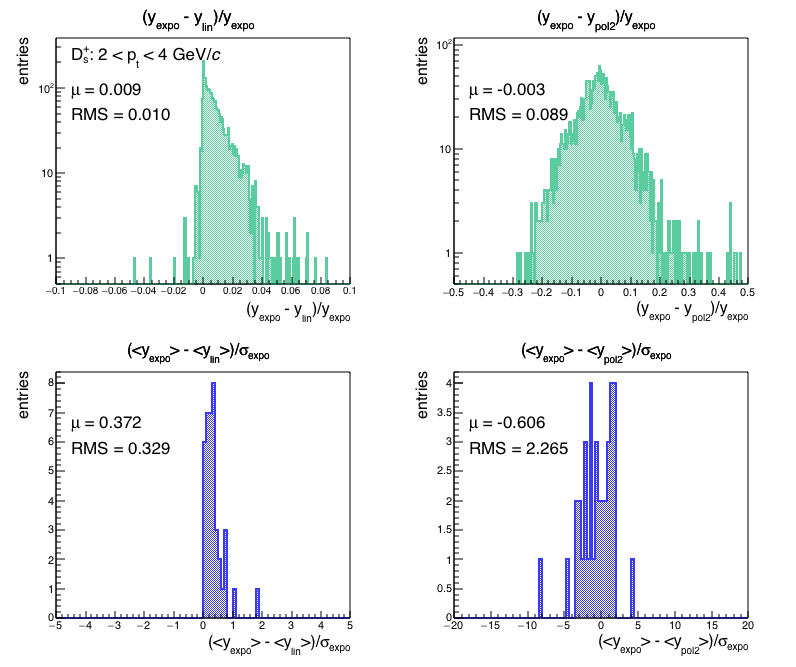 (y_expo - y_lin)/y_expo
entries
D_s^+: 2 < p_t < 4 GeV/c
μ = 0.009
RMS = 0.010
10²
10
1
−0.1 −0.08 −0.06 −0.04 −0.02 0 0.02 0.04 0.06 0.08 0.1
(y_expo - y_lin)/y_expo
(y_expo - y_pol2)/y_expo
entries
μ = -0.003
RMS = 0.089
10²
10
1
−0.5 −0.4 −0.3 −0.2 −0.1 0 0.1 0.2 0.3 0.4 0.5
(y_expo - y_pol2)/y_expo
(<y_expo> - <y_lin>)/σ_expo
entries
μ = 0.372
RMS = 0.329
8
7
6
5
4
3
2
1
0
−5 −4 −3 −2 −1 0 1 2 3 4 5
(<y_expo> - <y_lin>)/σ_expo
(<y_expo> - <y_pol2>)/σ_expo
entries
μ = -0.606
RMS = 2.265
4
3.5
3
2.5
2
1.5
1
0.5
0
−20 −15 −10 −5 0 5 10 15 20
(<y_expo> - <y_pol2>)/σ_expo